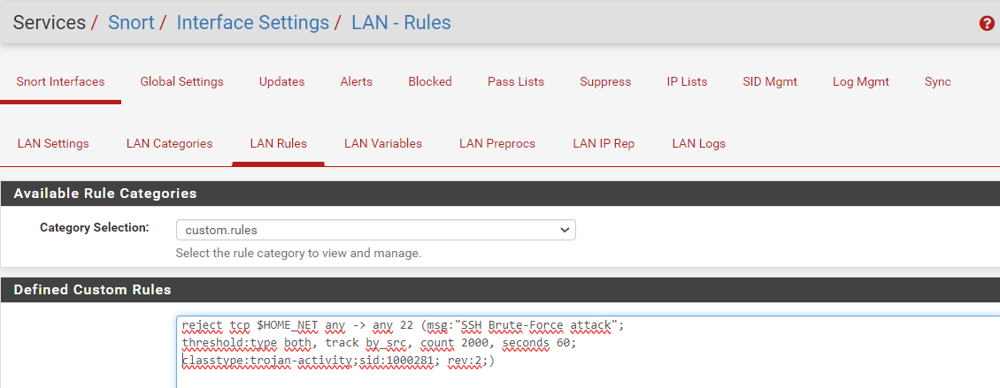 Services / Snort / Interface Settings / LAN - Rules
Snort Interfaces Global Settings Updates Alerts Blocked Pass Lists Suppress IP Lists SID Mgmt Log Mgmt Sync
LAN Settings LAN Categories LAN Rules LAN Variables LAN Preprocs LAN IP Rep LAN Logs
Available Rule Categories
Category Selection: custom.rules
Select the rule category to view and manage.
Defined Custom Rules
reject tcp $HOME_NET any -> any 22 (msg:"SSH Brute-Force attack";
threshold:type both, track by_src, count 2000, seconds 60;
classtype:trojan-activity;sid:1000281; rev:2;)